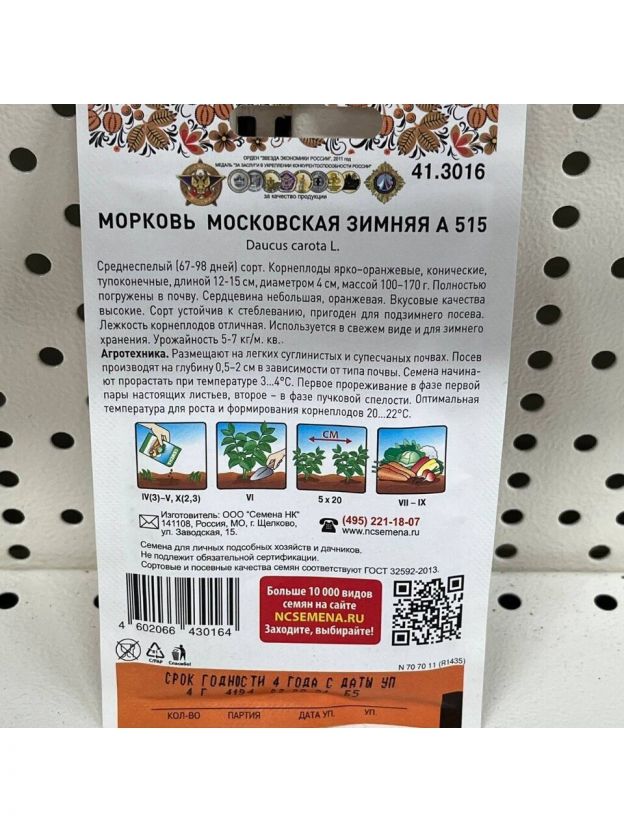 ОРДЕН "ЗВЕЗДА ЭКОНОМИКИ РОССИИ", 2011 год
МЕДАЛЬ "ЗА ЗАСЛУГИ В УКРЕПЛЕНИИ КОНКУРЕНТОСПОСОБНОСТИ РОССИИ"
за качество продукции
41.3016
МОРКОВЬ МОСКОВСКАЯ ЗИМНЯЯ А 515
Daucus carota L.
Среднеспелый (67-98 дней) сорт. Корнеплоды ярко-оранжевые, конические,
тупоконечные, длиной 12-15 см, диаметром 4 см, массой 100-170 г. Полностью
погружены в почву. Сердцевина небольшая, оранжевая. Вкусовые качества
высокие. Сорт устойчив к стеблеванию, пригоден для подзимнего посева.
Лежкость корнеплодов отличная. Используется в свежем виде и для зимнего
хранения. Урожайность 5-7 кг/м. кв.
Агротехника. Размещают на легких суглинистых и супесчаных почвах. Посев
производят на глубину 0,5-2 см в зависимости от типа почвы. Семена начина-
ют прорастать при температуре 3...4°С. Первое прореживание в фазе первой
пары настоящих листьев, второе – в фазе пучковой спелости. Оптимальная
температура для роста и формирования корнеплодов 20...22°С.
СМ
IV(3)-V, X(2,3) VI 5 x 20 VII - IX
Изготовитель: ООО "Семена НК"
141108, Россия, МО, г. Щелково,
ул. Заводская, 15.
(495) 221-18-07
www.ncsemena.ru
Семена для личных подсобных хозяйств и дачников.
Не подлежит обязательной сертификации.
Сортовые и посевные качества семян соответствуют ГОСТ 32592-2013.
Больше 10 000 видов
семян на сайте
NCSEMENA.RU
Заходите, выбирайте!
4 602066 430164
C/PAP Спасибо!
N 70 70 11 (R1435)
СРОК ГОДНОСТИ 4 ГОДА С ДАТЫ УП
4 Г
КОЛ-ВО ПАРТИЯ ДАТА УП. УП.